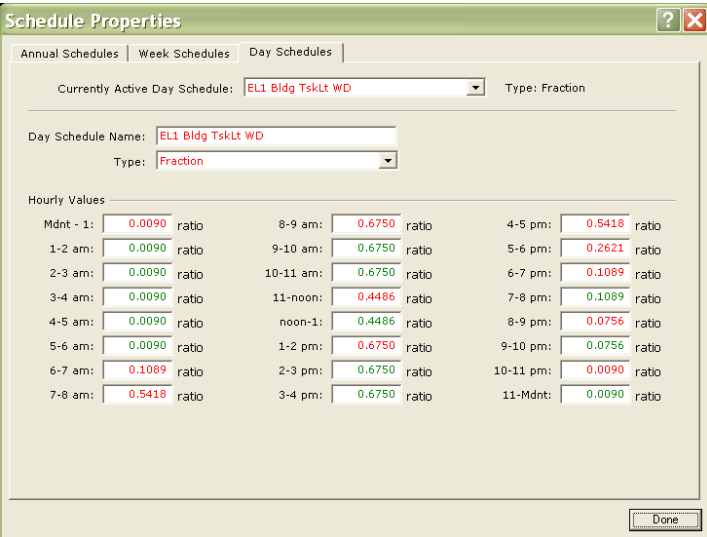 Schedule Properties
Annual Schedules Week Schedules Day Schedules
Currently Active Day Schedule: EL1 Bldg TskLt WD Type: Fraction
Day Schedule Name: EL1 Bldg TskLt WD
Type: Fraction
Hourly Values
Mdnt - 1: 0.0090 ratio 8-9 am: 0.6750 ratio 4-5 pm: 0.5418 ratio
1-2 am: 0.0090 ratio 9-10 am: 0.6750 ratio 5-6 pm: 0.2621 ratio
2-3 am: 0.0090 ratio 10-11 am: 0.6750 ratio 6-7 pm: 0.1089 ratio
3-4 am: 0.0090 ratio 11-noon: 0.4486 ratio 7-8 pm: 0.1089 ratio
4-5 am: 0.0090 ratio noon-1: 0.4486 ratio 8-9 pm: 0.0756 ratio
5-6 am: 0.0090 ratio 1-2 pm: 0.6750 ratio 9-10 pm: 0.0756 ratio
6-7 am: 0.1089 ratio 2-3 pm: 0.6750 ratio 10-11 pm: 0.0090 ratio
7-8 am: 0.5418 ratio 3-4 pm: 0.6750 ratio 11-Mdnt: 0.0090 ratio
Done